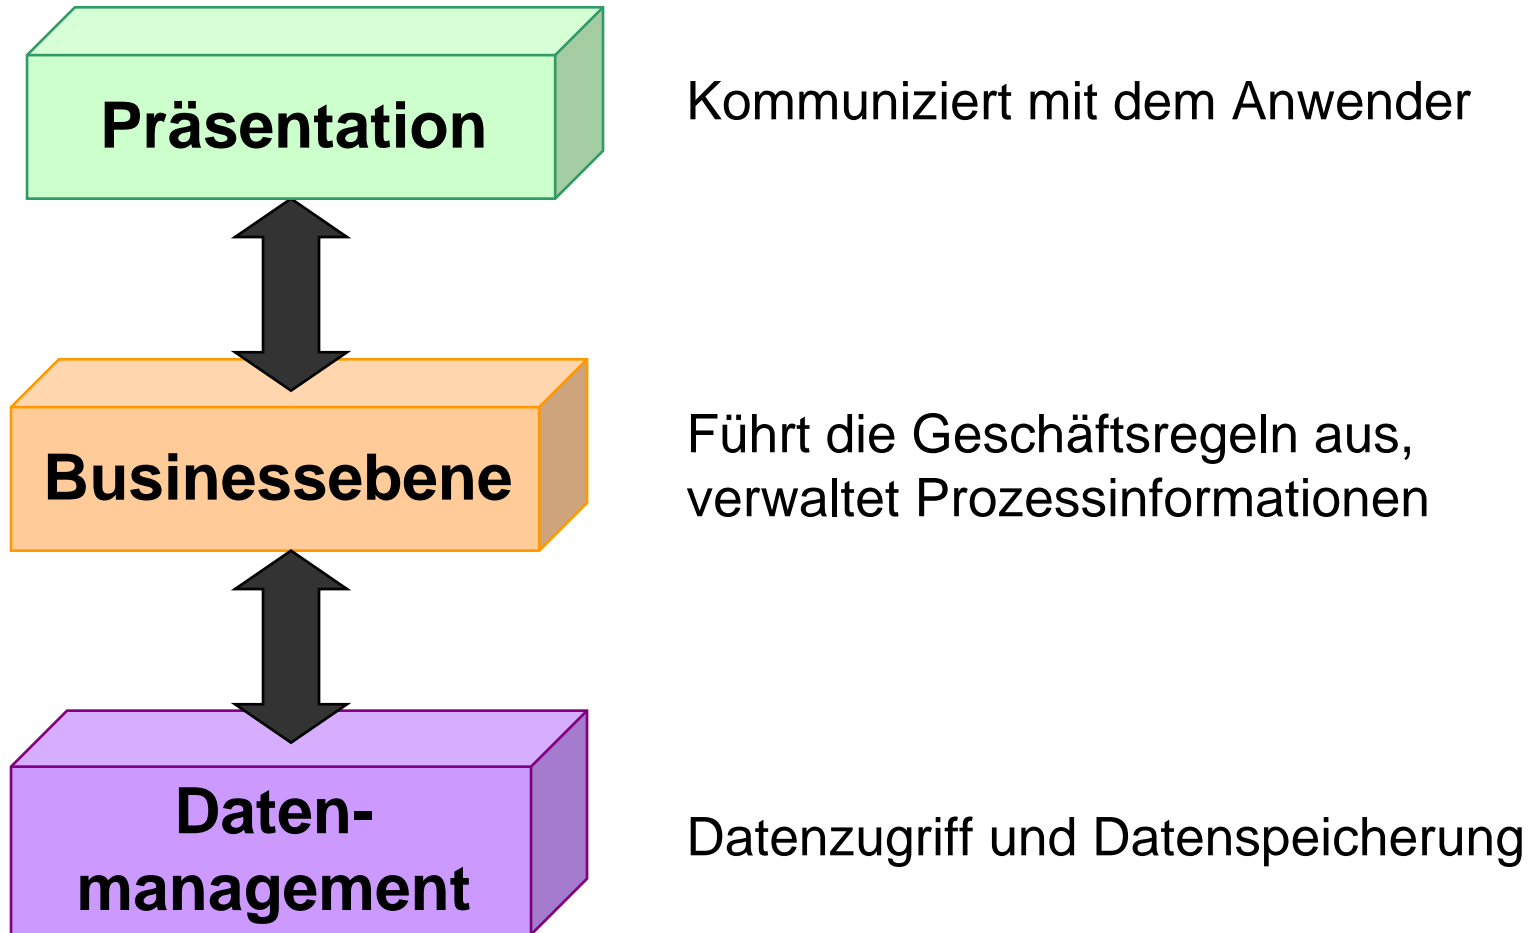 Präsentation
Kommuniziert mit dem Anwender
Businessebene
Führt die Geschäftsregeln aus,
verwaltet Prozessinformationen
Daten-
management
Datenzugriff und Datenspeicherung